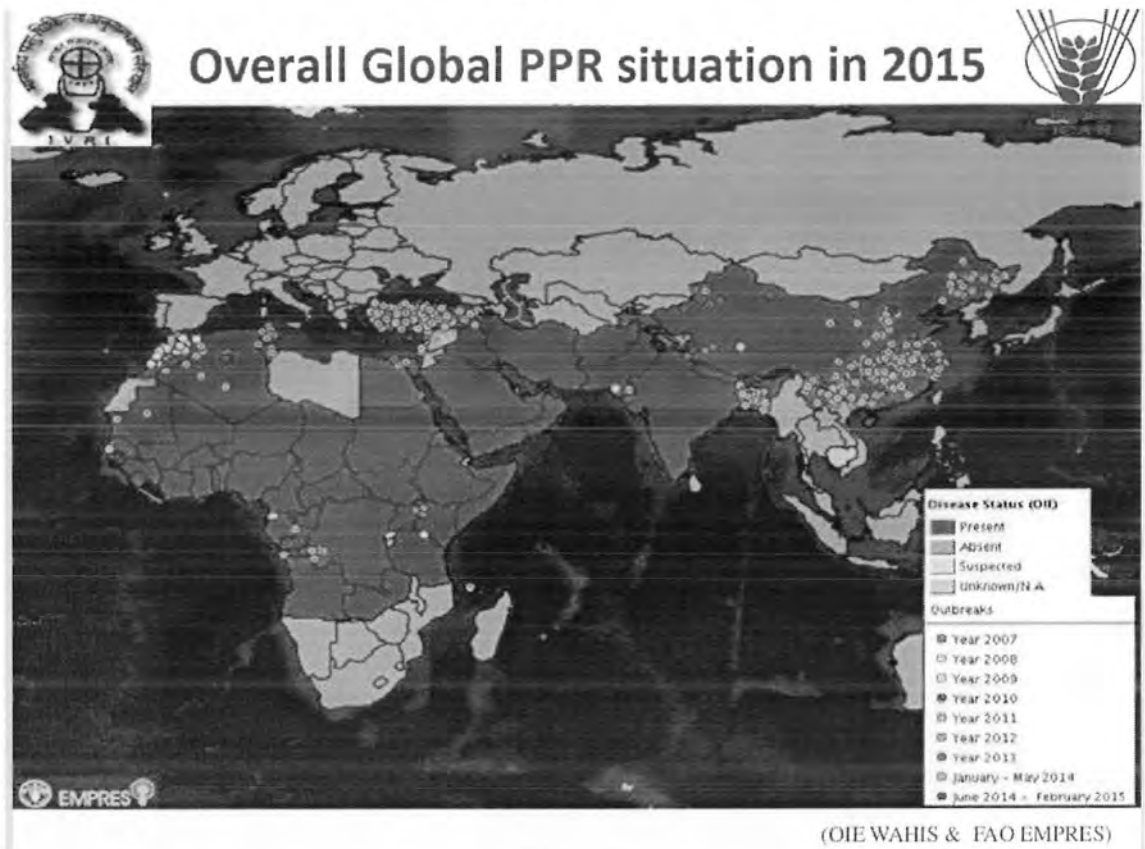 I.V.R.I.
Overall Global PPR situation in 2015
Disease Status (OIE)
Present
Absent
Suspected
Unknown/N.A
Outbreaks
Year 2007
Year 2008
Year 2009
Year 2010
Year 2011
Year 2012
Year 2013
January - May 2014
June 2014 - February 2015
EMPRES
(OIE WAHIS & FAO EMPRES)